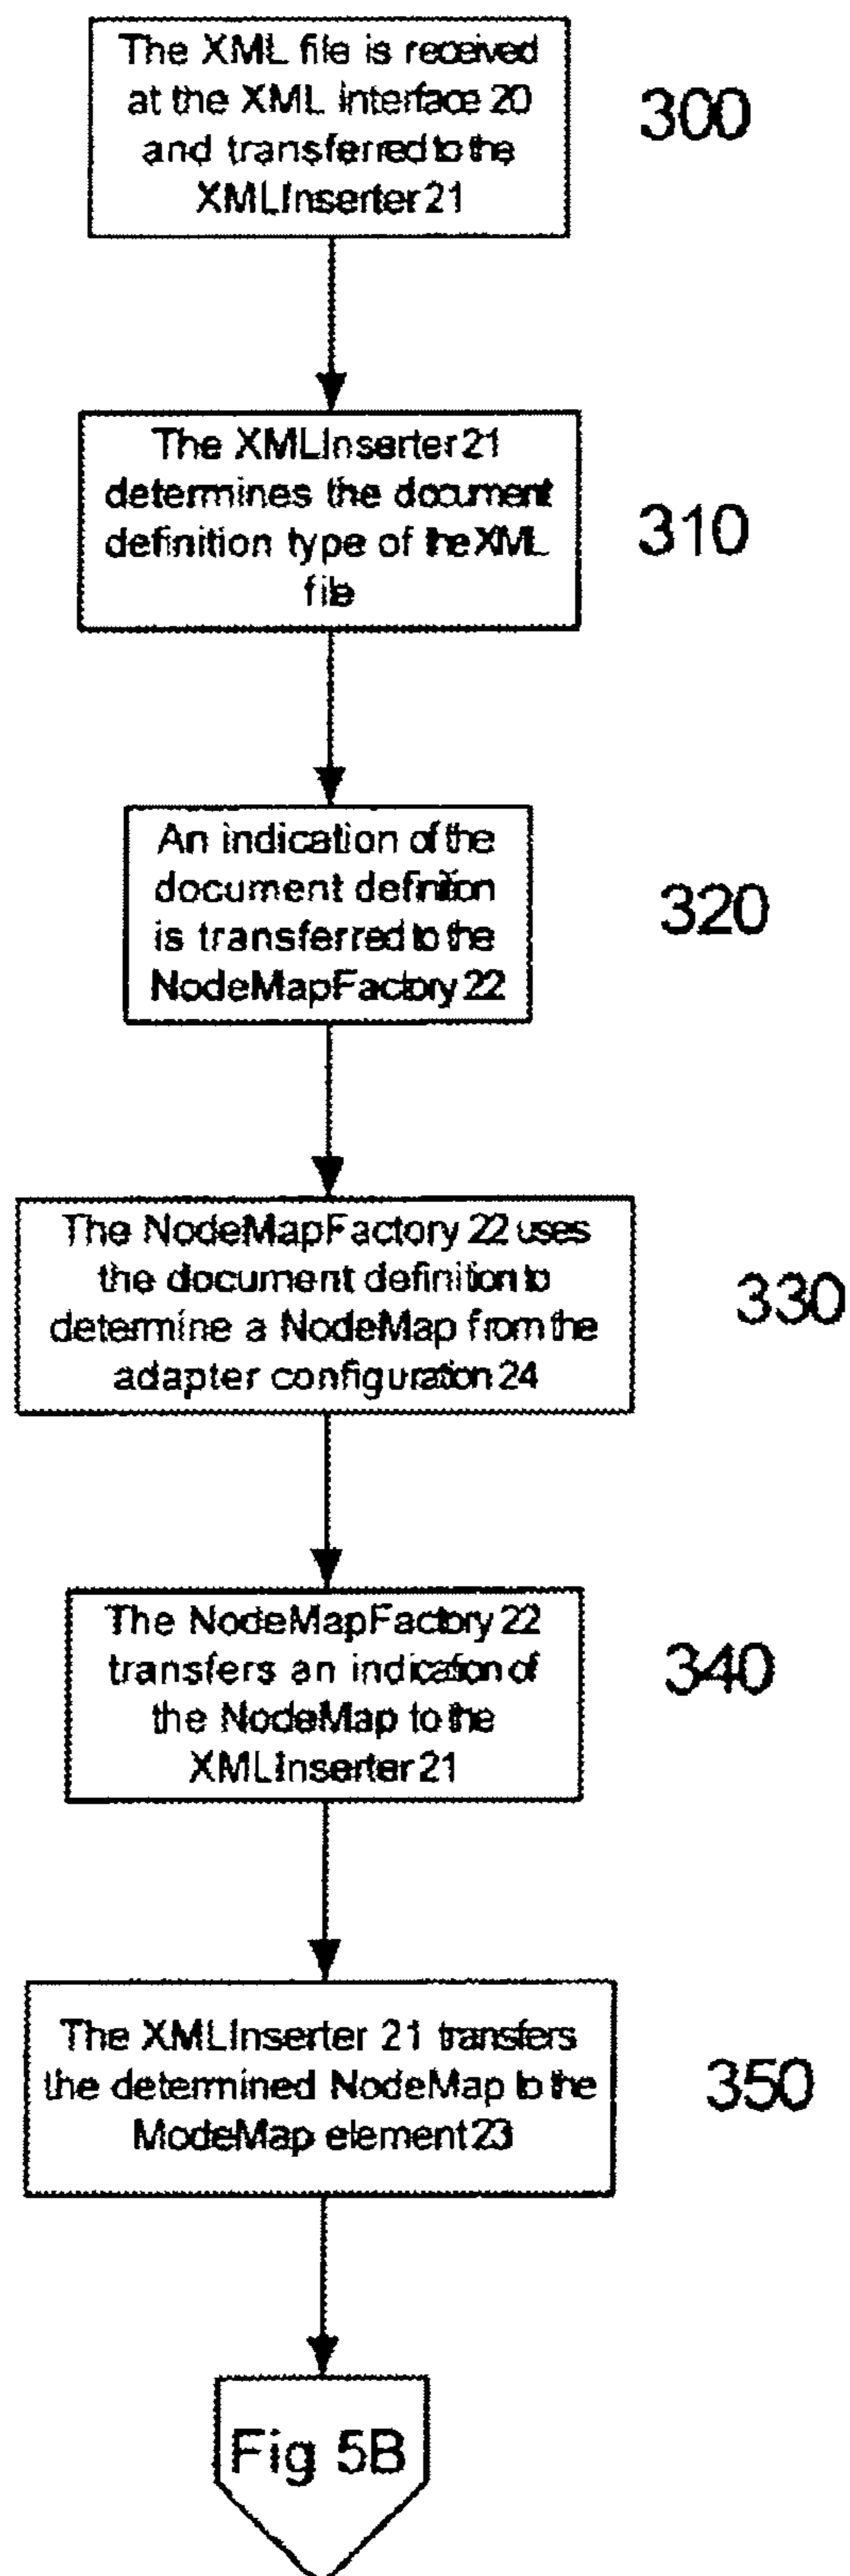 The XML file is received
at the XML interface 20
and transferred to the
XMLInserter 21
300
The XMLInserter 21
determines the document
definition type of the XML
file
310
An indication of the
document definition
is transferred to the
NodeMapFactory 22
320
The NodeMapFactory 22 uses
the document definition to
determine a NodeMap from the
adapter configuration 24
330
The NodeMapFactory 22
transfers an indication of
the NodeMap to the
XMLInserter 21
340
The XMLInserter 21 transfers
the determined NodeMap to the
ModeMap element 23
350
Fig 5B